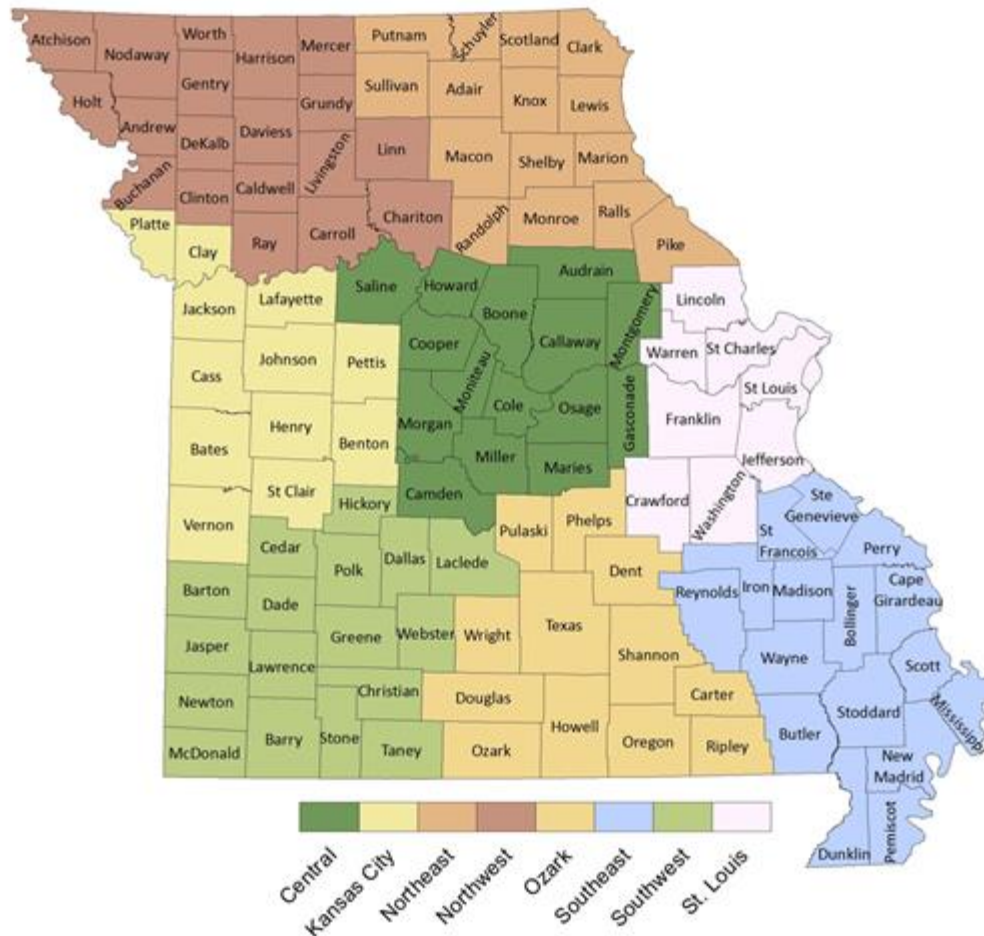 Atchison
Nodaway
Worth
Harrison
Mercer
Putnam
Schuyler
Scotland
Clark
Holt
Gentry
Grundy
Sullivan
Adair
Knox
Lewis
Andrew
DeKalb
Daviess
Livingston
Linn
Macon
Shelby
Marion
Buchanan
Clinton
Caldwell
Chariton
Randolph
Monroe
Ralls
Platte
Clay
Ray
Carroll
Pike
Saline
Howard
Audrain
Jackson
Lafayette
Boone
Montgomery
Lincoln
Cooper
Callaway
Johnson
Pettis
Warren
St Charles
Cass
Moniteau
Cole
Osage
Gasconade
St Louis
Franklin
Henry
Morgan
Bates
Benton
Miller
Maries
Jefferson
St Clair
Camden
Crawford
Washington
Hickory
Vernon
Pulaski
Phelps
Ste
Genevieve
St
Francois
Cedar
Polk
Dallas
Laclede
Dent
Perry
Barton
Dade
Reynolds
Iron
Madison
Bollinger
Cape
Girardeau
Jasper
Greene
Webster
Wright
Texas
Shannon
Wayne
Lawrence
Scott
Newton
Christian
Douglas
Carter
Mississippi
Stoddard
Howell
McDonald
Barry
Stone
Taney
Ozark
Oregon
Ripley
Butler
New
Madrid
Dunklin
Pemiscot
Central
Kansas City
Northeast
Northwest
Ozark
Southeast
Southwest
St. Louis